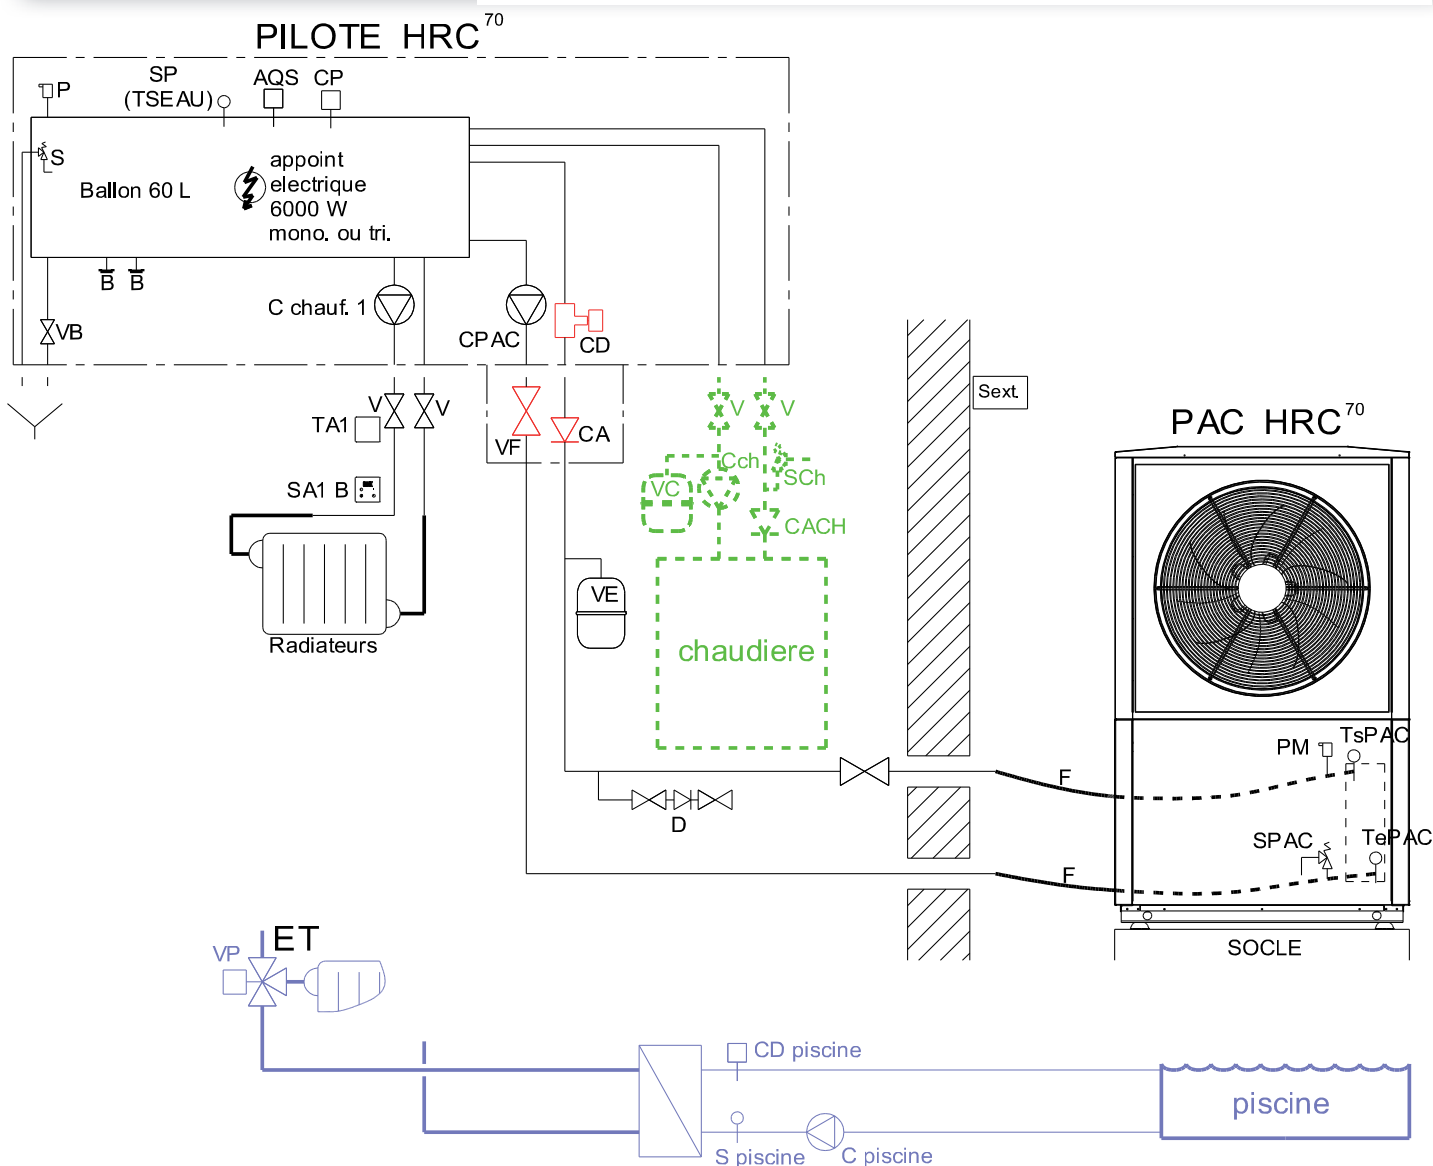 PILOTE HRC70
P
SP
(TSEAU)
AQS
CP
S
Ballon 60 L
appoint
electrique
6000 W
mono. ou tri.
B
B
VB
C chauf. 1
CPAC
CD
V
V
TA1
VF
CA
SA1 B
Radiateurs
VE
V
V
Cch
VC
SCh
CACH
chaudiere
Sext.
PAC HRC70
PM
TsPAC
F
D
SPAC
TePAC
F
SOCLE
ET
VP
CD piscine
piscine
S piscine
C piscine